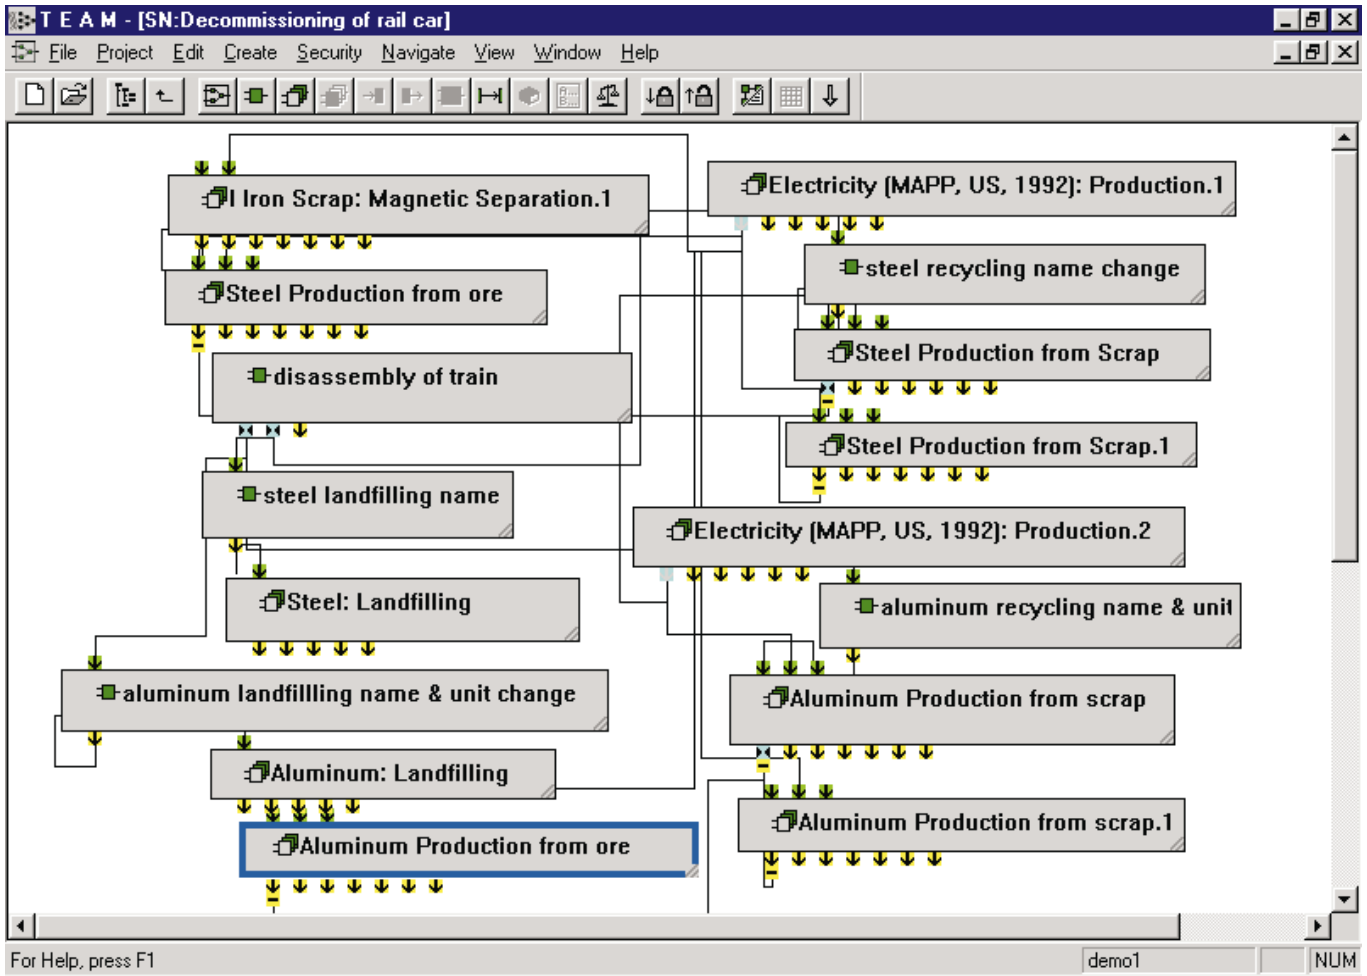 T E A M - [SN:Decommissioning of rail car]
File Project Edit Create Security Navigate View Window Help
I Iron Scrap: Magnetic Separation.1
Electricity (MAPP, US, 1992): Production.1
steel recycling name change
Steel Production from ore
Steel Production from Scrap
disassembly of train
Steel Production from Scrap.1
steel landfilling name
Electricity (MAPP, US, 1992): Production.2
Steel: Landfilling
aluminum recycling name & unit
aluminum landfillling name & unit change
Aluminum Production from scrap
Aluminum: Landfilling
Aluminum Production from scrap.1
Aluminum Production from ore
For Help, press F1
demo1
NUM